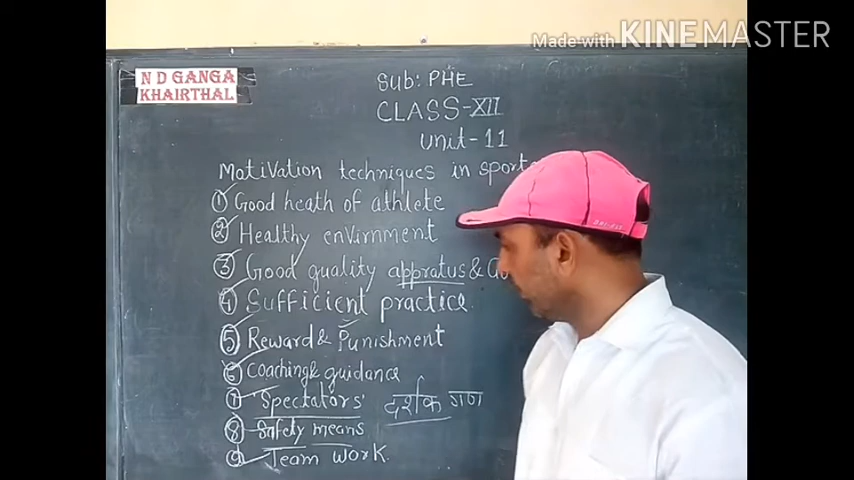 Made with KINEMASTER
N D GANGA
KHAIRTHAL
Sub: PHE
CLASS-XII
Unit-11
Motivation techniques in sports
① Good heath of athlete
② Healthy envirnment
③ Good quality appratus &
④ Sufficient practice
⑤ Reward & Punishment
⑥ Coaching & guidance
⑦ Spectators' दर्शक गण
⑧ Safety means
⑨ Team work